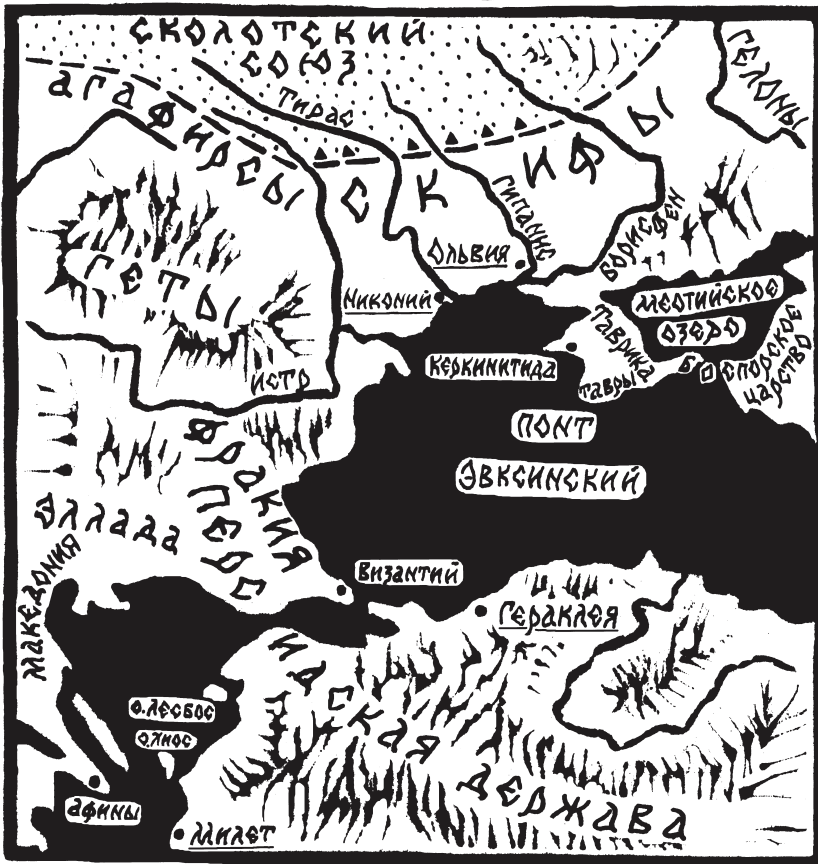 СКОЛОТСКИЙ
СОЮЗ
ГЕЛОНЫ
АГАФИРСЫ
Тирас
СКИФЫ
Гипанис
Борисфен
Ольвия
ГЕТЫ
Никоний
МЕОТИЙСКОЕ
ОЗЕРО
Таврика
Тавры
БОСПОРСКОЕ
ЦАРСТВО
Керкинитида
Истр
ПОНТ
ЭВКСИНСКИЙ
ФРАКИЯ
ЭЛЛАДА
ПЕРС
ИДСКАЯ
ДЕРЖАВА
МАКЕДОНИЯ
Византий
Гераклея
о.Лесбос
о.Хиос
Афины
Милет